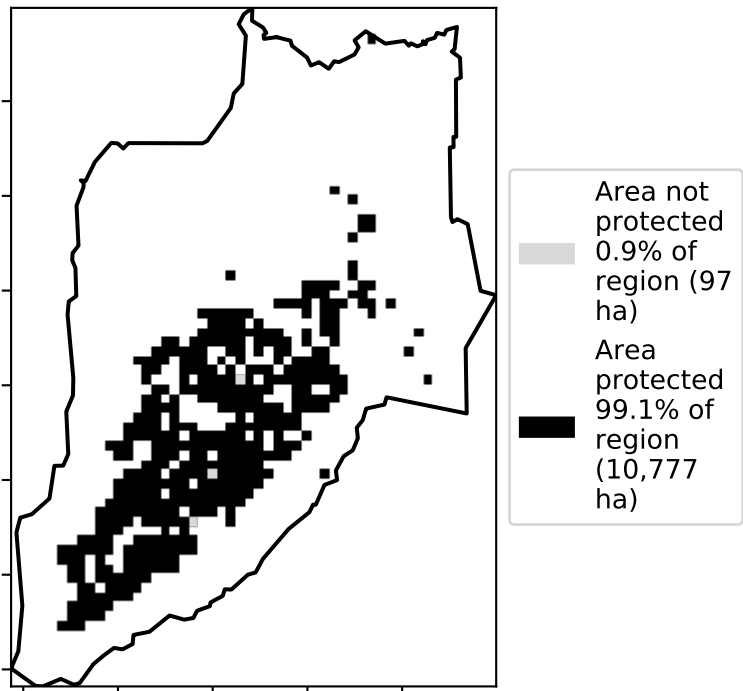 Area not
protected
0.9% of
region (97
ha)
Area
protected
99.1% of
region
(10,777
ha)